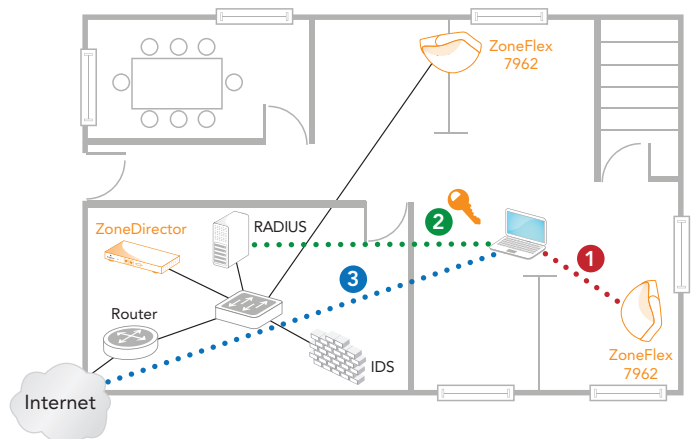 ZoneFlex
7962
ZoneDirector
RADIUS
2
1
3
Router
IDS
ZoneFlex
7962
Internet